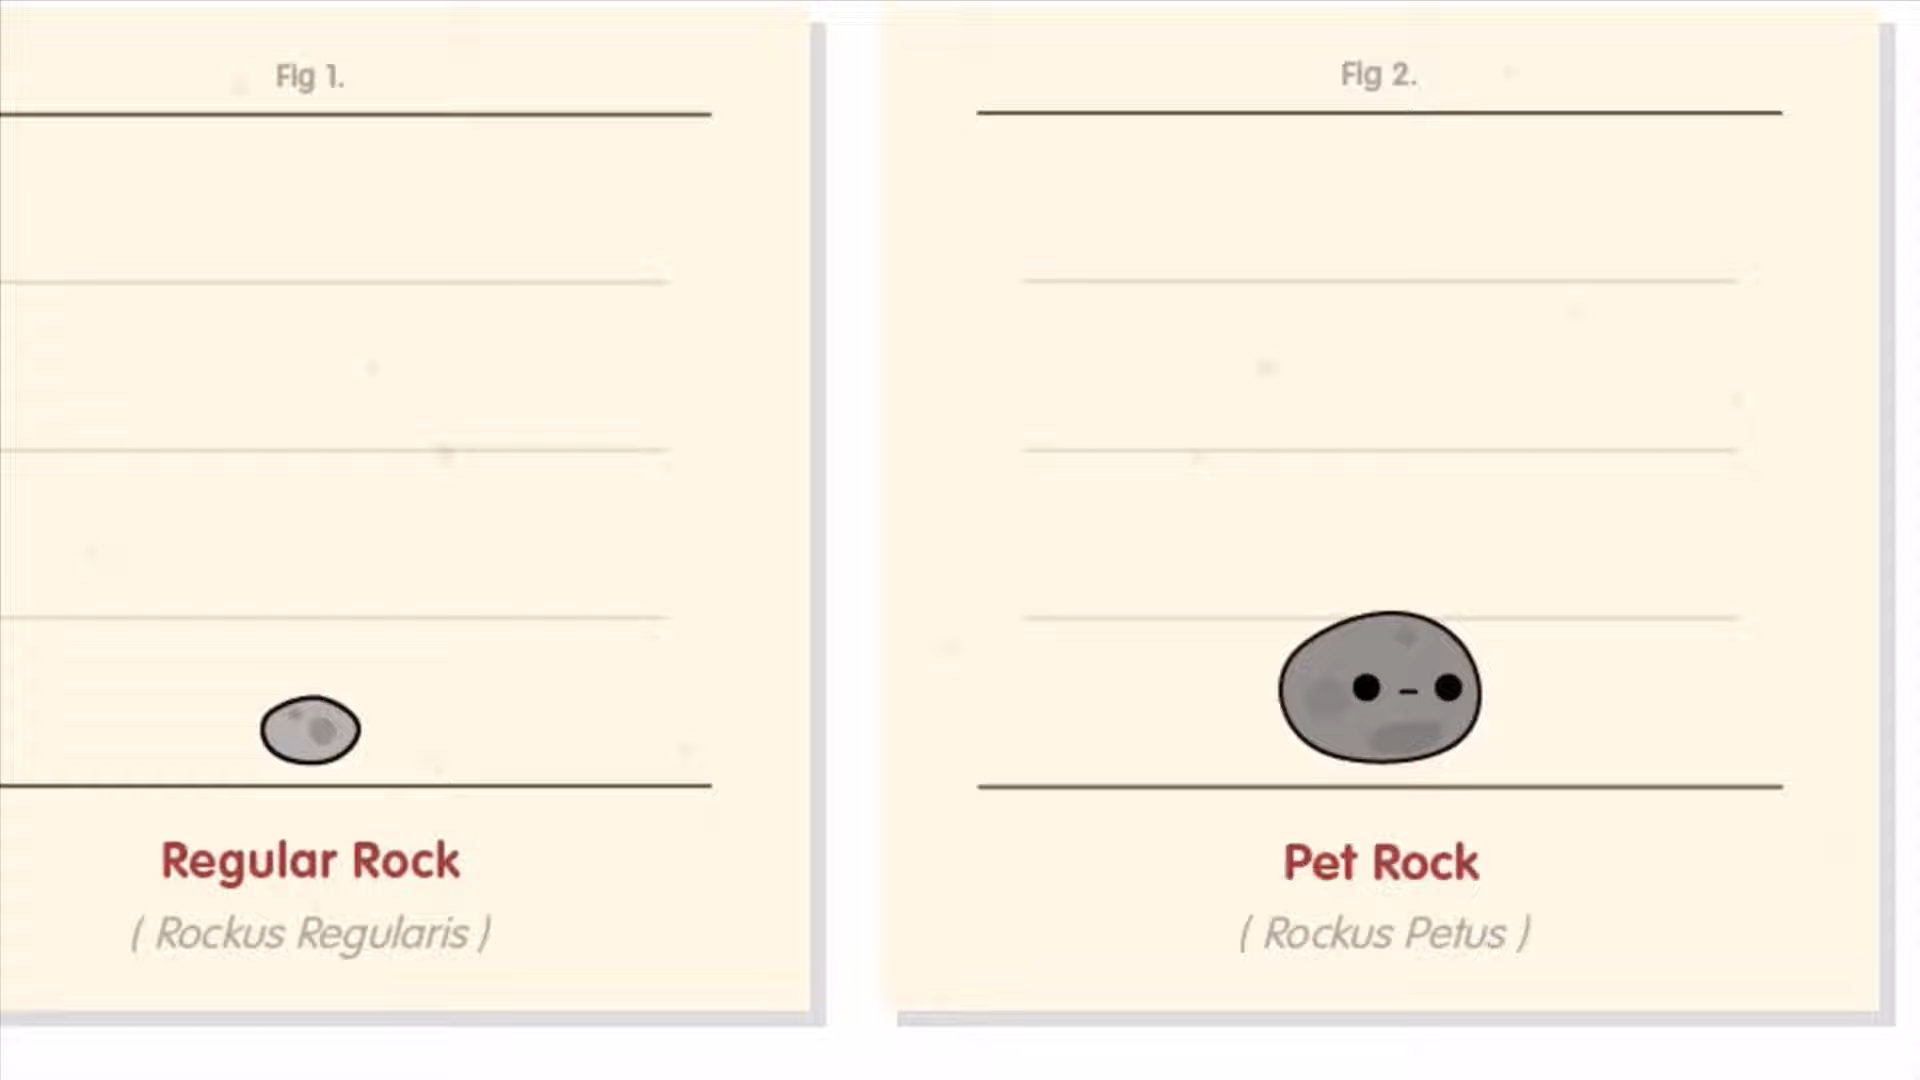 Fig 1.
Regular Rock
( Rockus Regularis )
Fig 2.
Pet Rock
( Rockus Petus )